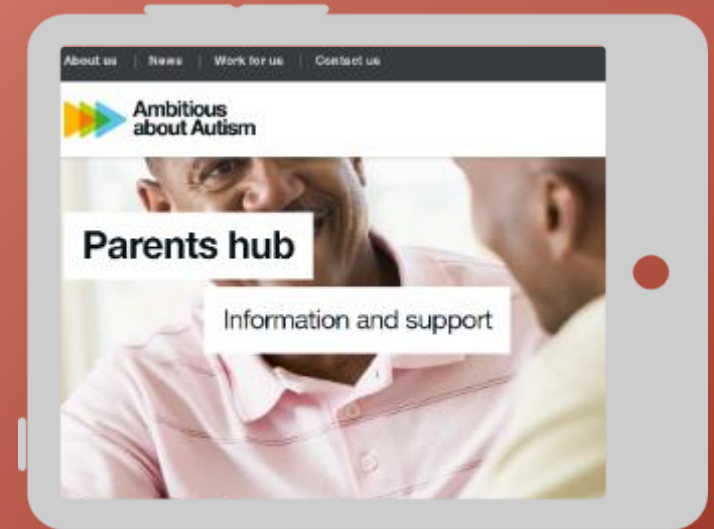 About us | News | Work for us | Contact us
Ambitious
about Autism
Parents hub
Information and support